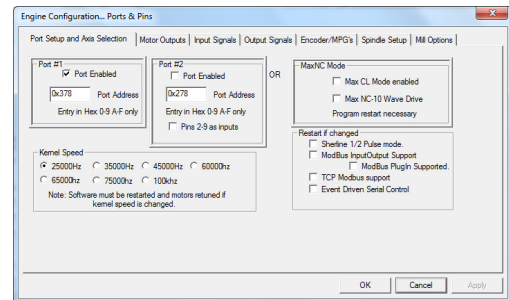 Engine Configuration... Ports & Pins
Port Setup and Axis Selection Motor Outputs Input Signals Output Signals Encoder/MPG's Spindle Setup Mill Options
Port #1
Port Enabled
0x378 Port Address
Entry in Hex 0-9 A-F only
Port #2
Port Enabled
0x278 Port Address
Entry in Hex 0-9 A-F only
Pins 2-9 as inputs
OR
MaxNC Mode
Max CL Mode enabled
Max NC-10 Wave Drive
Program restart necessary
Restart if changed
Sherline 1/2 Pulse mode.
ModBus InputOutput Support
ModBus PlugIn Supported.
TCP Modbus support
Event Driven Serial Control
Kernel Speed
25000Hz 35000Hz 45000Hz 60000hz
65000hz 75000hz 100khz
Note: Software must be restarted and motors retuned if
kernel speed is changed.
OK Cancel Apply